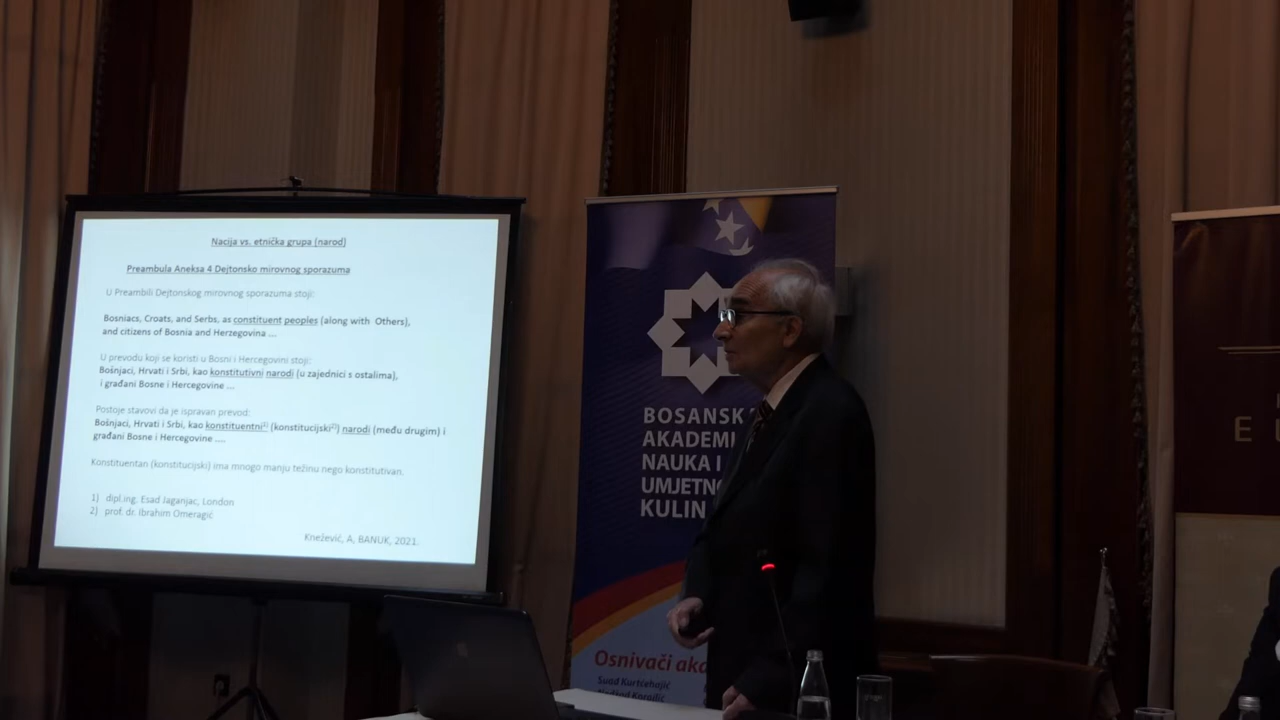 Nacija vs. etnička grupa (narod)
Preambula Aneksa 4 Dejtonsko mirovnog sporazuma
U Preambili Dejtonskog mirovnog sporazuma stoji:
Bosniacs, Croats, and Serbs, as constituent peoples (along with Others),
and citizens of Bosnia and Herzegovina ...
U prevodu koji se koristi u Bosni i Hercegovini stoji:
Bošnjaci, Hrvati i Srbi, kao konstitutivni narodi (u zajednici s ostalima),
i građani Bosne i Hercegovine ...
Postoje stavovi da je ispravan prevod:
Bošnjaci, Hrvati i Srbi, kao konstituentni1) (konstitucijski2)) narodi (među drugim) i
građani Bosne i Hercegovine .....
Konstituentan (konstitucijski) ima mnogo manju težinu nego konstitutivan.
1) dipl.ing. Esad Jaganjac, London
2) prof. dr. Ibrahim Omeragić
Knežević, A, BANUK, 2021.
BOSANSK
AKADEMI
NAUKA I
UMJETNO
KULIN
Osnivači aka
Suad Kurtćehajić
E